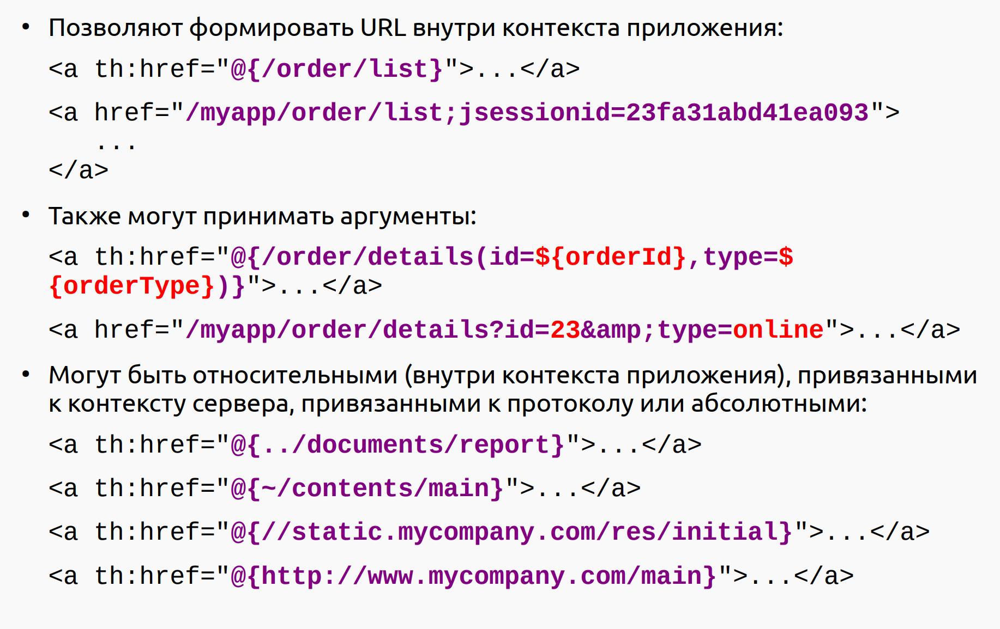 • Позволяют формировать URL внутри контекста приложения:
<a th:href="@{/order/list}">...</a>
<a href="/myapp/order/list;jsessionid=23fa31abd41ea093">
...
</a>
• Также могут принимать аргументы:
<a th:href="@{/order/details(id=${orderId},type=$
{orderType})}">...</a>
<a href="/myapp/order/details?id=23&amp;type=online">...</a>
• Могут быть относительными (внутри контекста приложения), привязанными
к контексту сервера, привязанными к протоколу или абсолютными:
<a th:href="@{../documents/report}">...</a>
<a th:href="@{~/contents/main}">...</a>
<a th:href="@{//static.mycompany.com/res/initial}">...</a>
<a th:href="@{http://www.mycompany.com/main}">...</a>